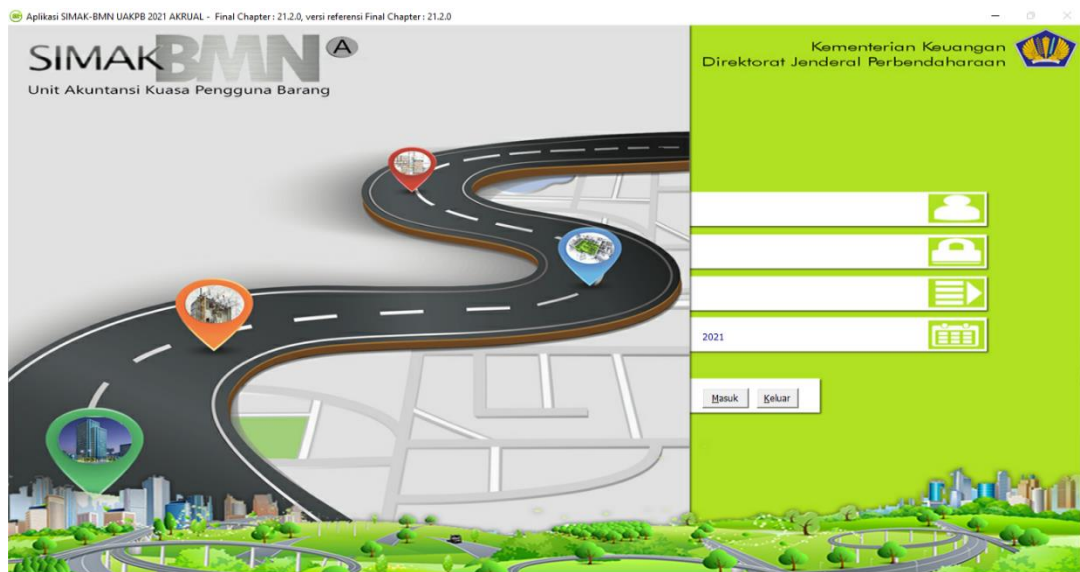 Aplikasi SIMAK-BMN UAKPB 2021 AKRUAL - Final Chapter : 21.2.0, versi referensi Final Chapter : 21.2.0
SIMAKBMN A
Unit Akuntansi Kuasa Pengguna Barang
Kementerian Keuangan
Direktorat Jenderal Perbendaharaan
2021
Masuk Keluar